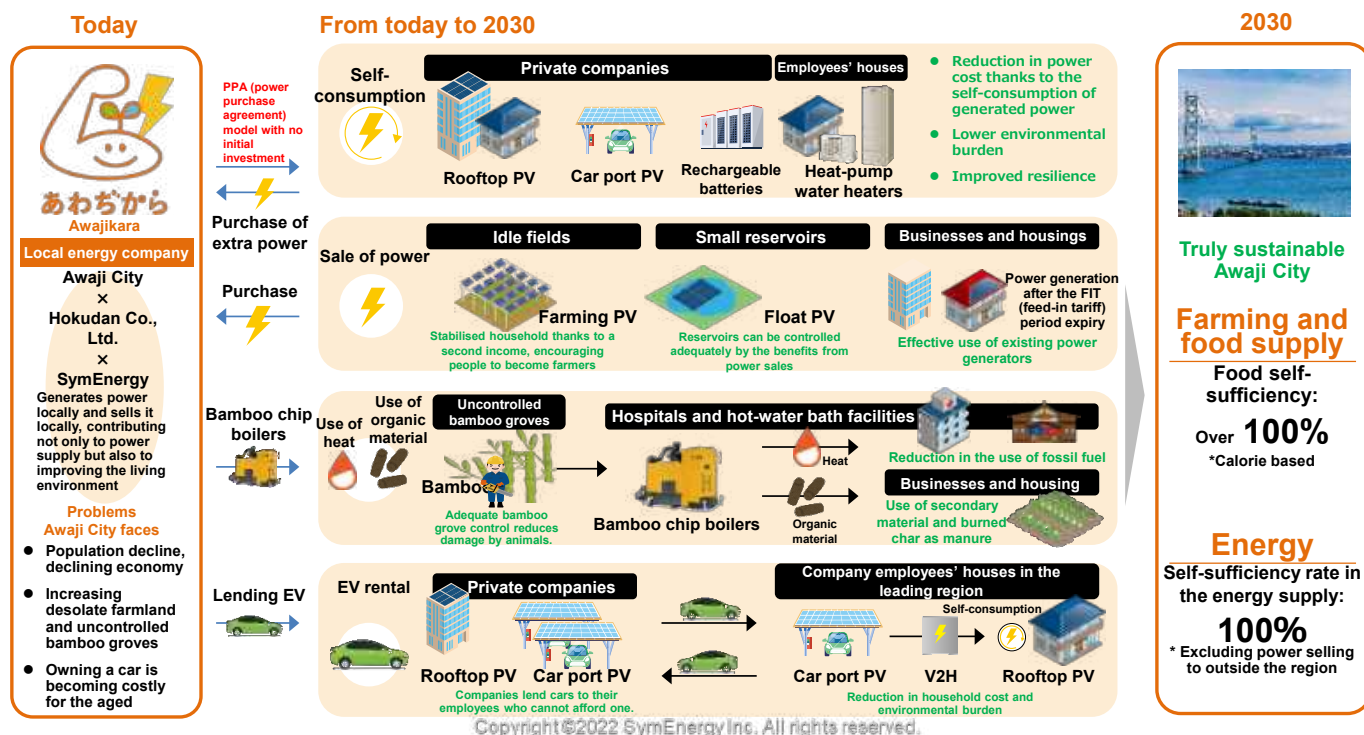 Today
あわぢから
Awajikara
Local energy company
Awaji City
×
Hokudan Co.,
Ltd.
×
SymEnergy
Generates power
locally and sells it
locally, contributing
not only to power
supply but also to
improving the living
environment
Problems
Awaji City faces
● Population decline,
declining economy
● Increasing
desolate farmland
and uncontrolled
bamboo groves
● Owning a car is
becoming costly
for the aged
PPA (power
purchase
agreement)
model with no
initial
investment
Purchase of
extra power
Purchase
Bamboo chip
boilers
Lending EV
From today to 2030
Self-
consumption
Private companies
Rooftop PV
Car port PV
Rechargeable
batteries
Employees’ houses
Heat-pump
water heaters
● Reduction in power
cost thanks to the
self-consumption of
generated power
● Lower environmental
burden
● Improved resilience
Sale of power
Idle fields
Farming PV
Stabilised household thanks to a
second income, encouraging
people to become farmers
Small reservoirs
Float PV
Reservoirs can be controlled
adequately by the benefits from
power sales
Businesses and housings
Power generation
after the FIT
(feed-in tariff)
period expiry
Effective use of existing power
generators
Use of
heat
Use of
organic
material
Uncontrolled
bamboo groves
Bamboo
Adequate bamboo
grove control reduces
damage by animals.
Hospitals and hot-water bath facilities
Bamboo chip boilers
Heat
Organic
material
Reduction in the use of fossil fuel
Businesses and housing
Use of secondary
material and burned
char as manure
EV rental
Private companies
Rooftop PV
Car port PV
Companies lend cars to their
employees who cannot afford one.
Company employees’ houses in the
leading region
Self-consumption
Car port PV
V2H
Rooftop PV
Reduction in household cost and
environmental burden
2030
Truly sustainable
Awaji City
Farming and
food supply
Food self-
sufficiency:
Over 100%
*Calorie based
Energy
Self-sufficiency rate in
the energy supply:
100%
* Excluding power selling
to outside the region
Copyright©2022 SymEnergy Inc. All rights reserved.